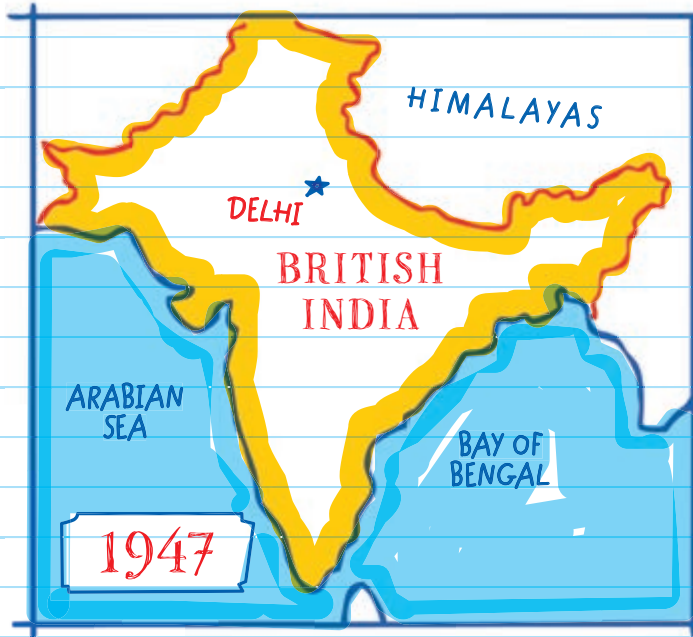 HIMALAYAS
DELHI
BRITISH
INDIA
ARABIAN
SEA
BAY OF
BENGAL
1947